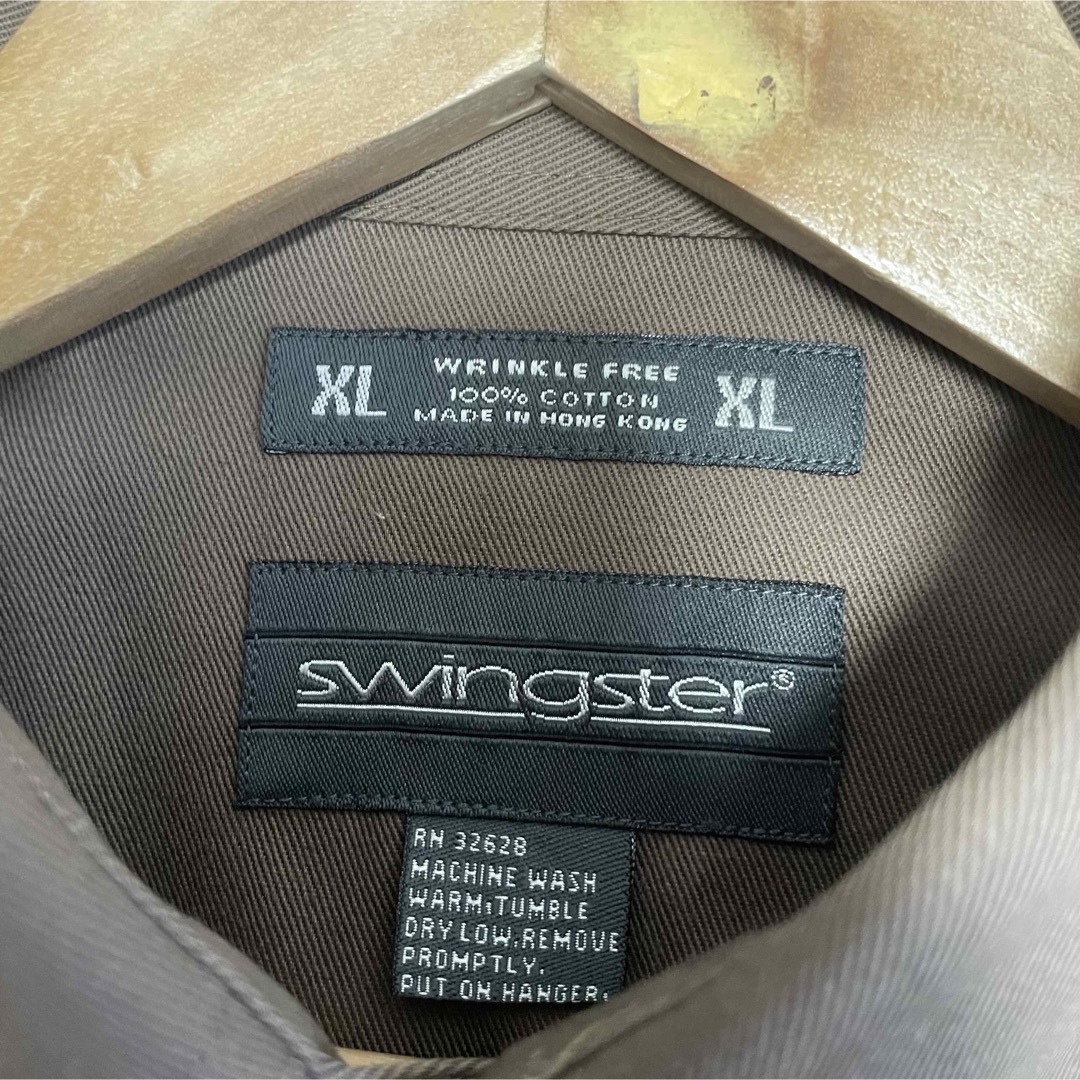 XL WRINKLE FREE XL
100% COTTON
MADE IN HONG KONG
swingster®
RN 32628
MACHINE WASH
WARM;TUMBLE
DRY LOW.REMOVE
PROMPTLY.
PUT ON HANGER.